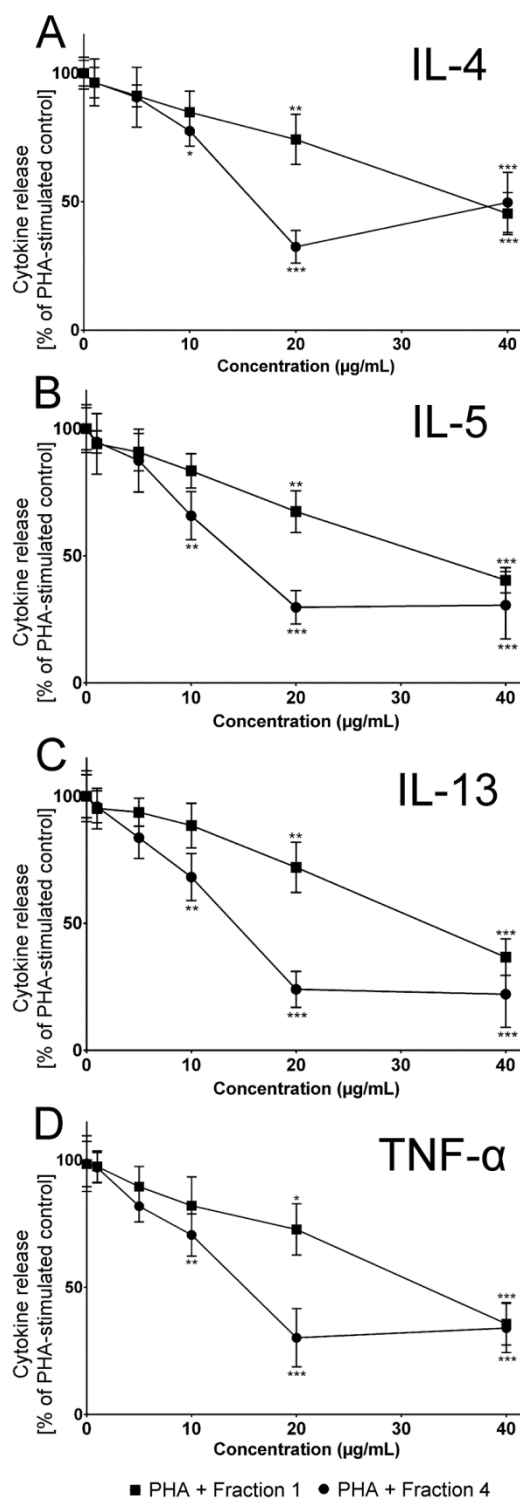 A
IL-4
Cytokine release
[% of PHA-stimulated control]
100
50
0
**
*
***
***
***
0 10 20 30 40
Concentration (µg/mL)
B
IL-5
Cytokine release
[% of PHA-stimulated control]
100
50
0
**
**
***
***
***
0 10 20 30 40
Concentration (µg/mL)
C
IL-13
Cytokine release
[% of PHA-stimulated control]
100
50
0
**
**
***
***
***
0 10 20 30 40
Concentration (µg/mL)
D
TNF-α
Cytokine release
[% of PHA-stimulated control]
100
50
0
*
**
***
***
***
0 10 20 30 40
Concentration (µg/mL)
■ PHA + Fraction 1 ● PHA + Fraction 4